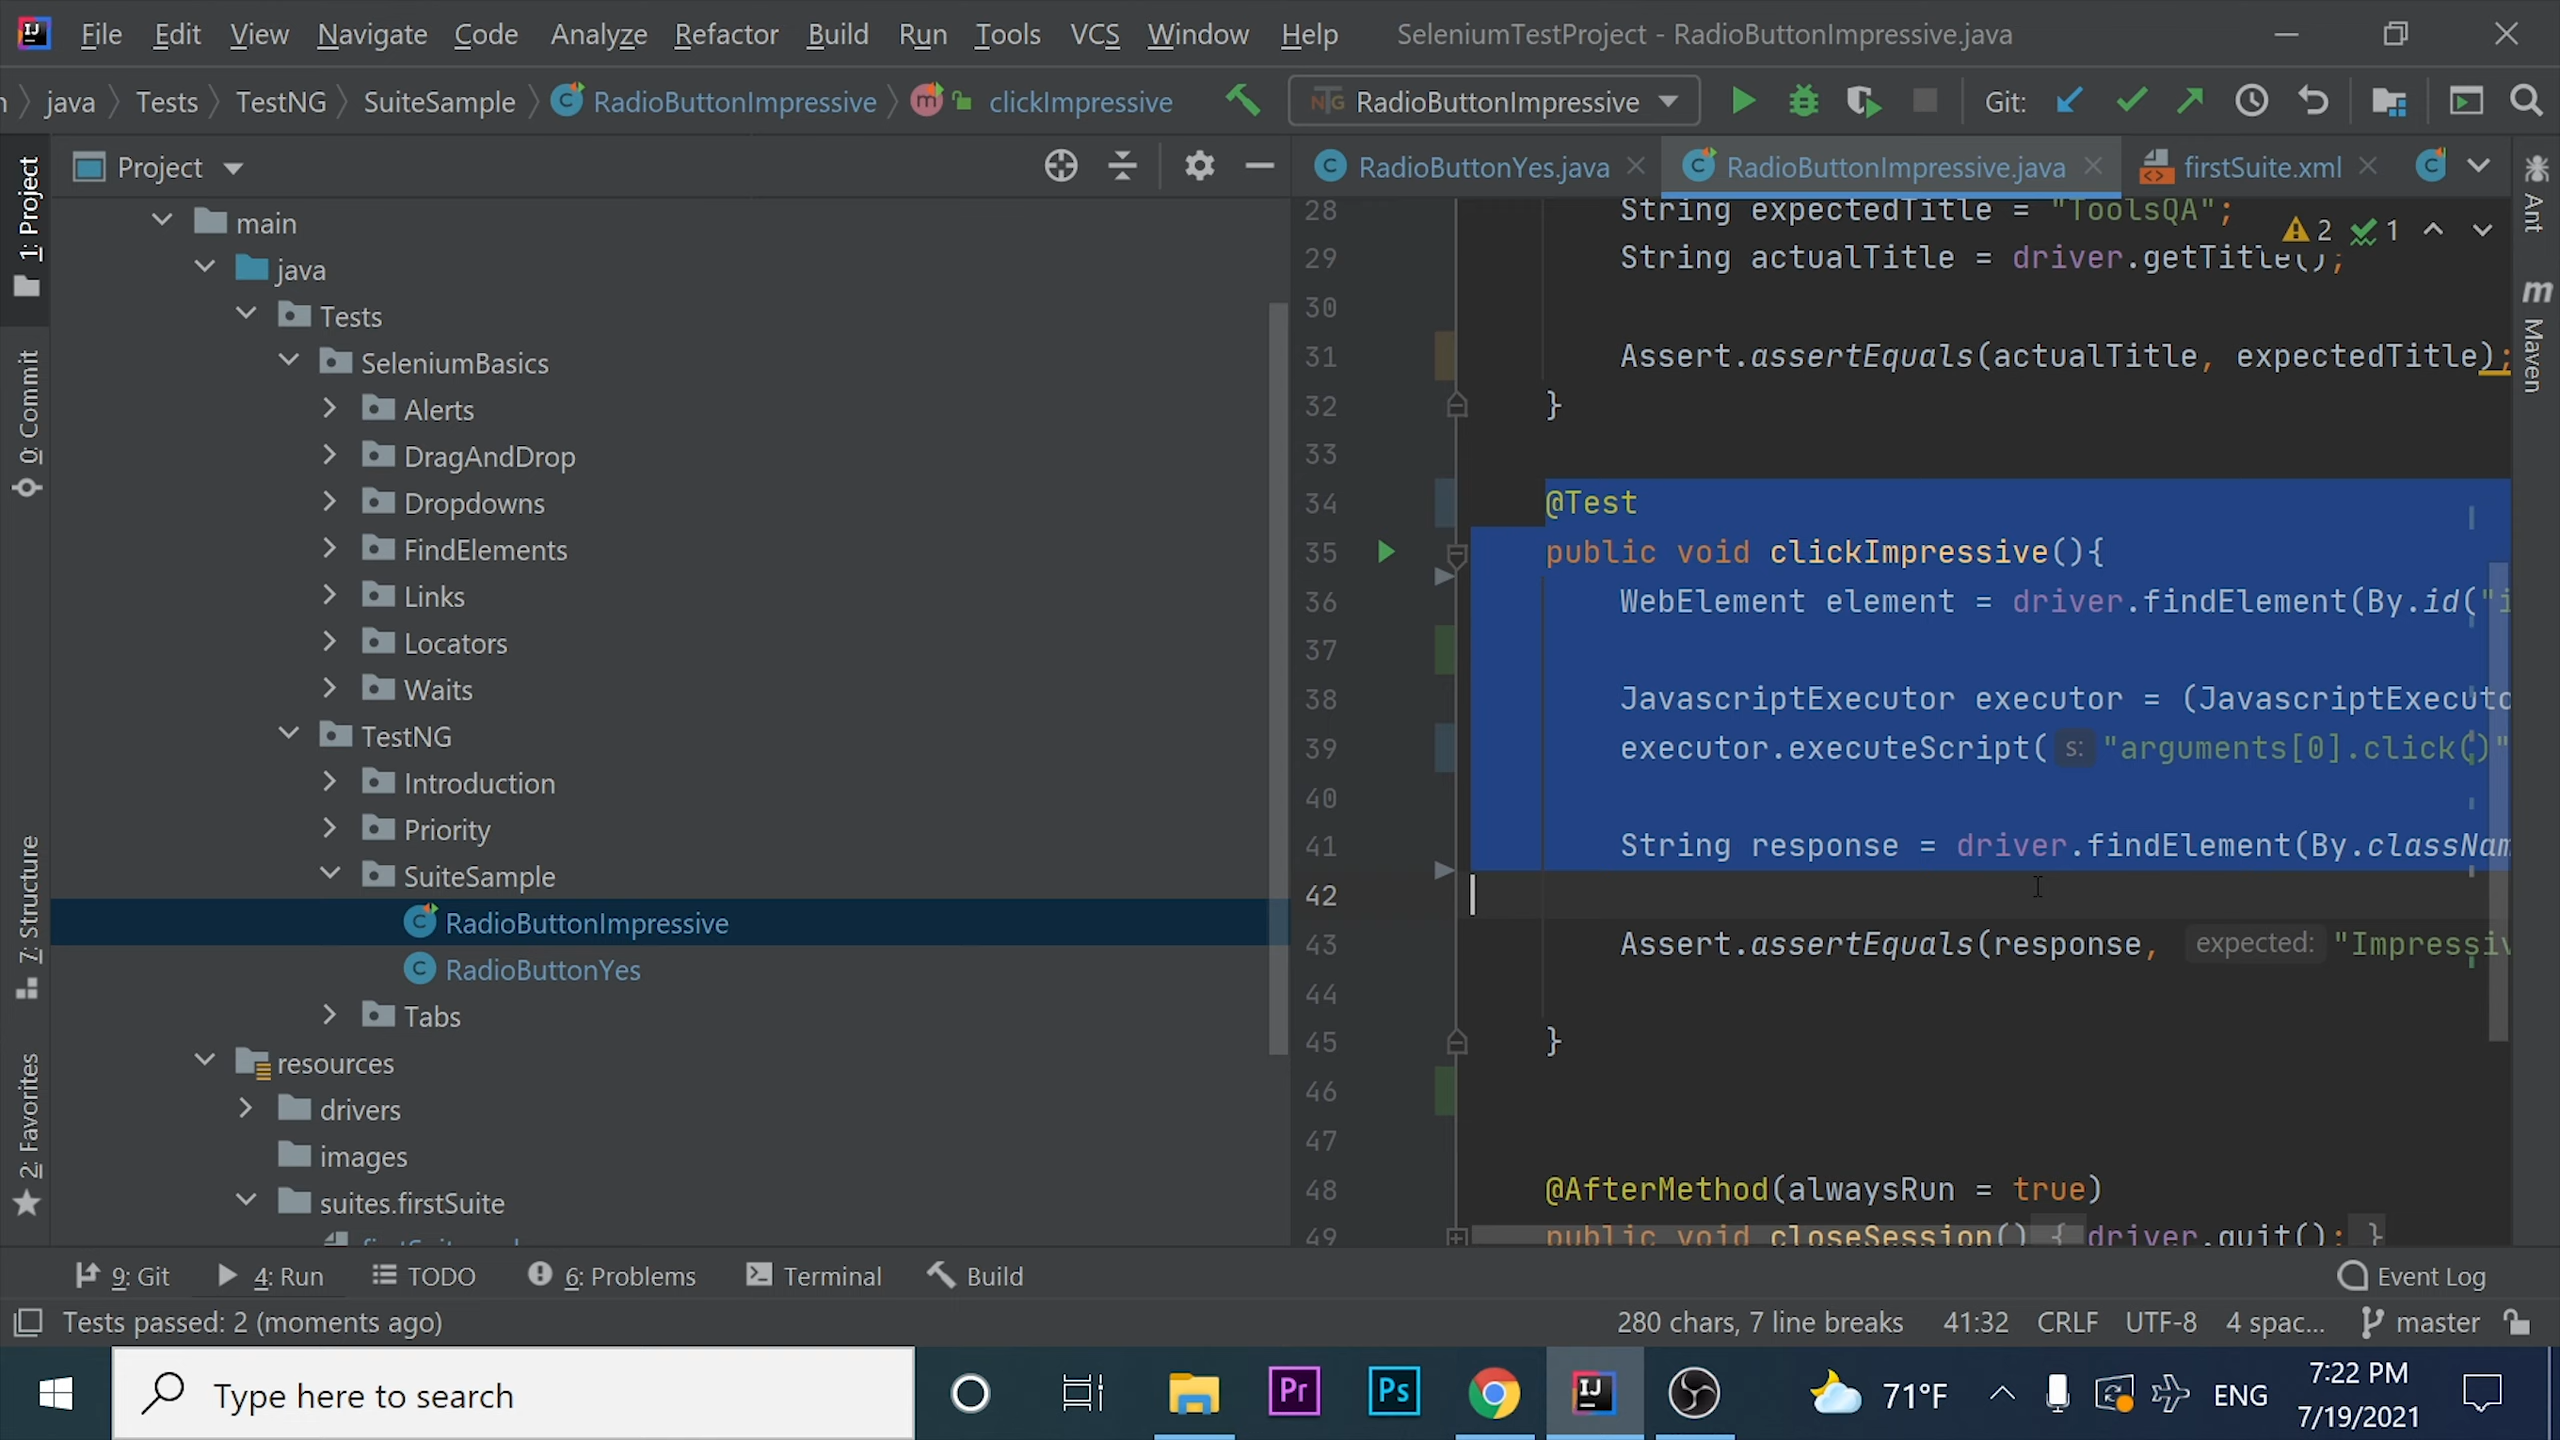 File Edit View Navigate Code Analyze Refactor Build Run Tools VCS Window Help SeleniumTestProject - RadioButtonImpressive.java
java Tests TestNG SuiteSample RadioButtonImpressive clickImpressive RadioButtonImpressive Git:
Project
RadioButtonYes.java RadioButtonImpressive.java firstSuite.xml
1: Project
0: Commit
7: Structure
2: Favorites
main
java
Tests
SeleniumBasics
Alerts
DragAndDrop
Dropdowns
FindElements
Links
Locators
Waits
TestNG
Introduction
Priority
SuiteSample
RadioButtonImpressive
RadioButtonYes
Tabs
resources
drivers
images
suites.firstSuite
28 String expectedTitle = "ToolsQA";
2 1
29 String actualTitle = driver.getTitle();
30
31 Assert.assertEquals(actualTitle, expectedTitle);
32 }
33
34 @Test
35 public void clickImpressive(){
36 WebElement element = driver.findElement(By.id("i
37
38 JavascriptExecutor executor = (JavascriptExecuto
39 executor.executeScript( s: "arguments[0].click()"
40
41 String response = driver.findElement(By.classNam
42
43 Assert.assertEquals(response, expected: "Impressiv
44
45 }
46
47
48 @AfterMethod(alwaysRun = true)
49 public void closeSession() { driver.quit(); }
Ant
Maven
9: Git 4: Run TODO 6: Problems Terminal Build Event Log
Tests passed: 2 (moments ago) 280 chars, 7 line breaks 41:32 CRLF UTF-8 4 spac... master
Type here to search Pr Ps IJ 71°F ENG 7:22 PM
7/19/2021